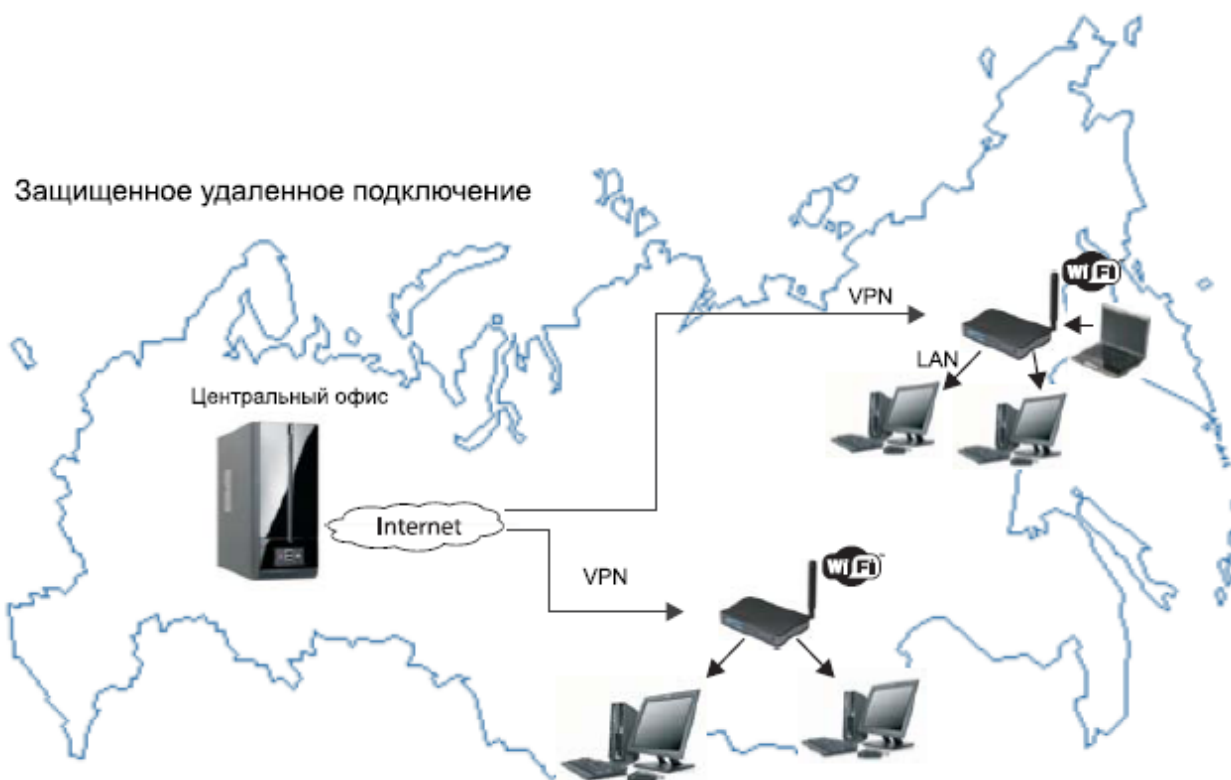 Защищенное удаленное подключение
VPN
Wi Fi
LAN
Центральный офис
Internet
VPN
Wi Fi